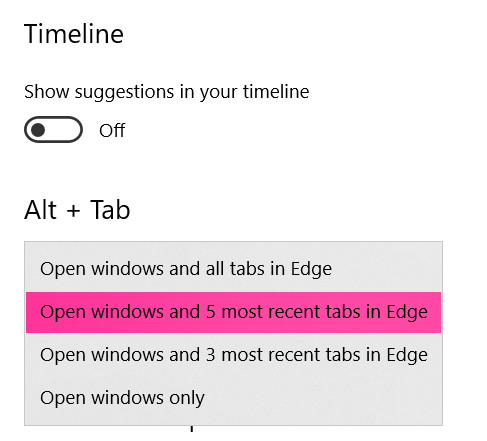 Timeline
Show suggestions in your timeline
Off
Alt + Tab
Open windows and all tabs in Edge
Open windows and 5 most recent tabs in Edge
Open windows and 3 most recent tabs in Edge
Open windows only